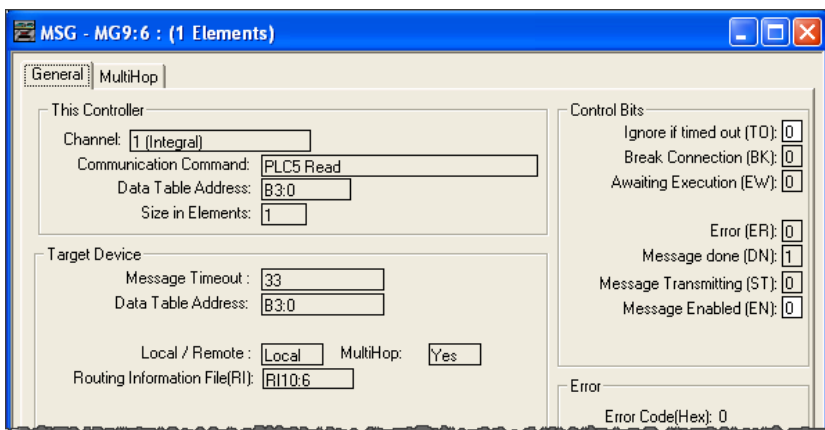 MSG - MG9:6 : (1 Elements)
General MultiHop
This Controller
Channel: 1 (Integral)
Communication Command: PLC5 Read
Data Table Address: B3:0
Size in Elements: 1
Target Device
Message Timeout : 33
Data Table Address: B3:0
Local / Remote : Local MultiHop: Yes
Routing Information File(RI): RI10:6
Control Bits
Ignore if timed out (TO): 0
Break Connection (BK): 0
Awaiting Execution (EW): 0
Error (ER): 0
Message done (DN): 1
Message Transmitting (ST): 0
Message Enabled (EN): 0
Error
Error Code(Hex): 0